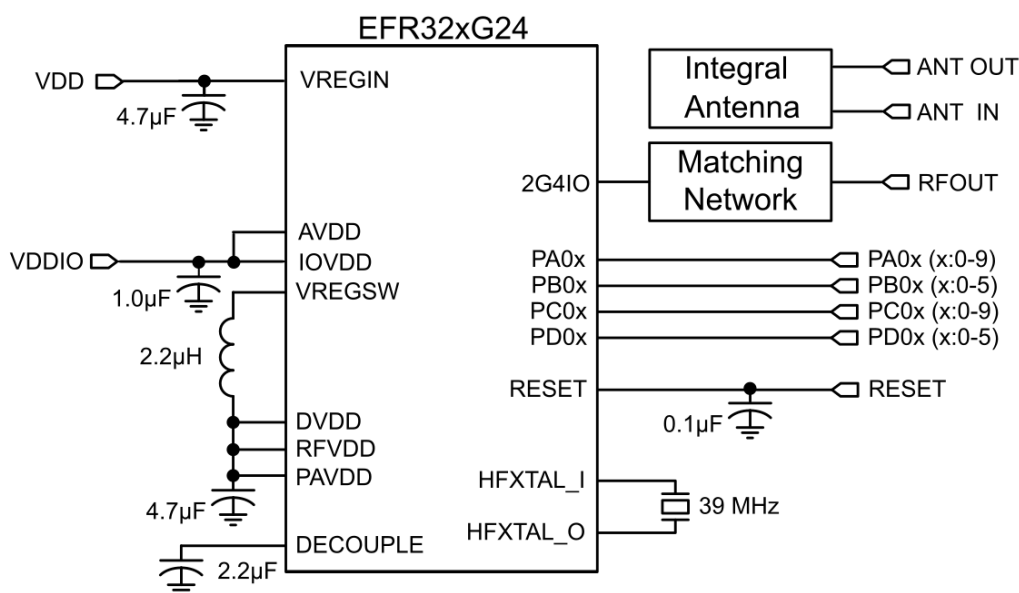 EFR32xG24
VDD
4.7µF
VREGIN
Integral
Antenna
ANT OUT
ANT IN
2G4IO
Matching
Network
RFOUT
AVDD
VDDIO
IOVDD
1.0µF
VREGSW
2.2µH
PA0x
PA0x (x:0-9)
PB0x
PB0x (x:0-5)
PC0x
PC0x (x:0-9)
PD0x
PD0x (x:0-5)
RESET
RESET
0.1µF
DVDD
RFVDD
PAVDD
4.7µF
HFXTAL_I
39 MHz
HFXTAL_O
DECOUPLE
2.2µF